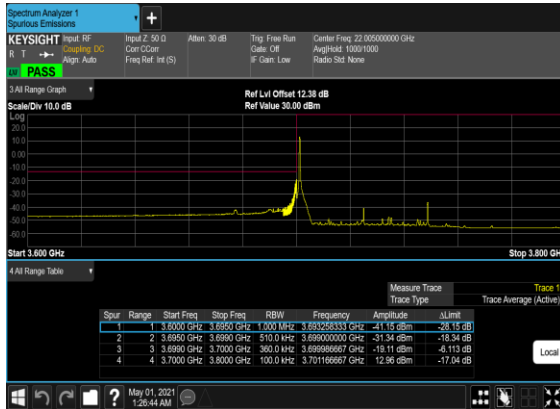 Spectrum Analyzer 1
Spurious Emissions
+
KEYSIGHT Input: RF Input Z: 50 Ω Atten: 30 dB Trig: Free Run Center Freq: 22.005000000 GHz
R T Coupling: DC Corr CCorr Gate: Off Avg|Hold: 1000/1000
Align: Auto Freq Ref: Int (S) IF Gain: Low Radio Std: None
LU PASS
3 All Range Graph
Ref Lvl Offset 12.38 dB
Scale/Div 10.0 dB Ref Value 30.00 dBm
Log
20.0
10.0
0.00
-10.0
-20.0
-30.0
-40.0
-50.0
-60.0
Start 3.600 GHz Stop 3.800 GH
4 All Range Table
Measure Trace Trace 1
Trace Type Trace Average (Active)
Spur Range Start Freq Stop Freq RBW Frequency Amplitude ΔLimit
1 1 3.6000 GHz 3.6950 GHz 1.000 MHz 3.693258333 GHz -41.15 dBm -28.15 dB
2 2 3.6950 GHz 3.6990 GHz 510.0 kHz 3.699000000 GHz -31.34 dBm -18.34 dB
3 3 3.6990 GHz 3.7000 GHz 360.0 kHz 3.699986667 GHz -19.11 dBm -6.113 dB
4 4 3.7000 GHz 3.8000 GHz 100.0 kHz 3.701166667 GHz 12.96 dBm -17.04 dB
Local
? May 01, 2021
1:26:44 AM